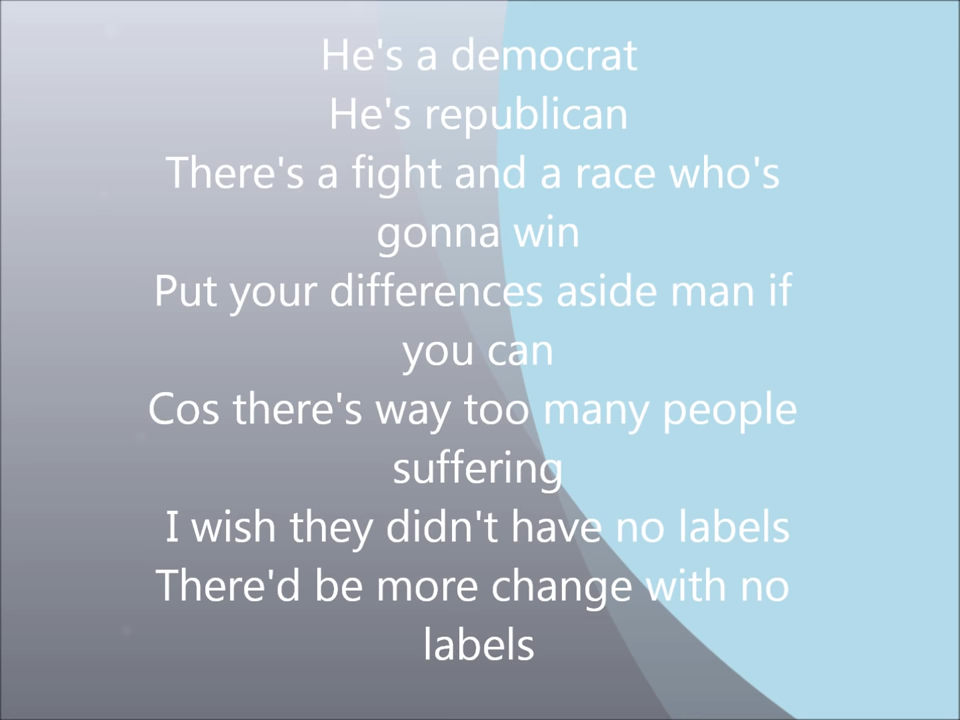 He's a democrat
He's republican
There's a fight and a race who's
gonna win
Put your differences aside man if
you can
Cos there's way too many people
suffering
I wish they didn't have no labels
There'd be more change with no
labels